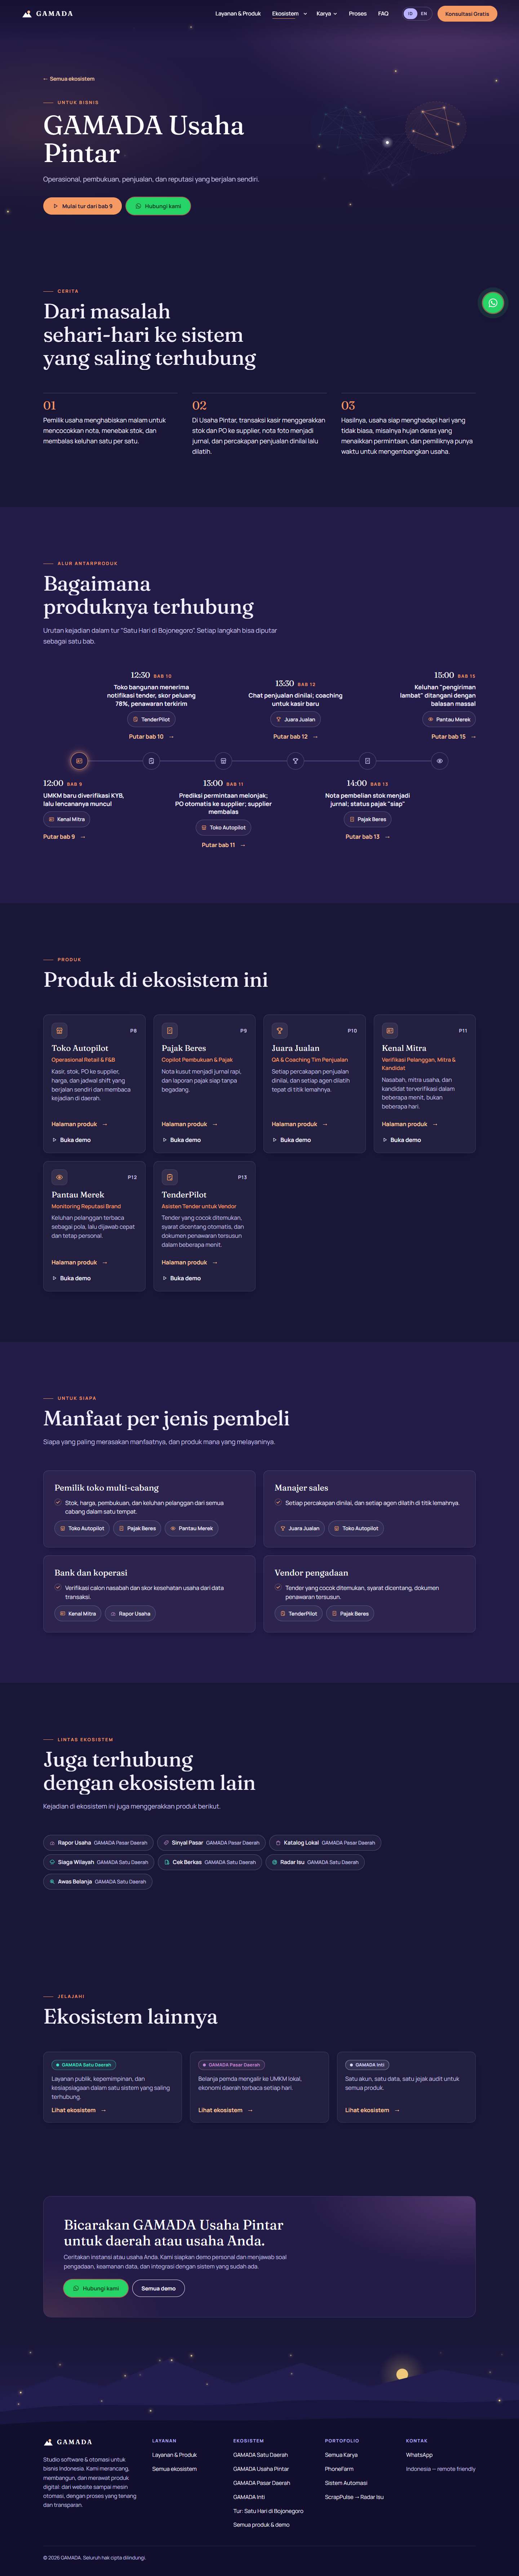 GAMADA
Layanan & Produk
Ekosistem
Karya
Proses
FAQ
ID
EN
Konsultasi Gratis
← Semua ekosistem
UNTUK BISNIS
GAMADA Usaha
Pintar
Operasional, pembukuan, penjualan, dan reputasi yang berjalan sendiri.
Mulai tur dari bab 9
Hubungi kami
CERITA
Dari masalah
sehari-hari ke sistem
yang saling terhubung
01
Pemilik usaha menghabiskan malam untuk
mencocokkan nota, menebak stok, dan
membalas keluhan satu per satu.
02
Di Usaha Pintar, transaksi kasir menggerakkan
stok dan PO ke supplier, nota foto menjadi
jurnal, dan percakapan penjualan dinilai lalu
dilatih.
03
Hasilnya, usaha siap menghadapi hari yang
tidak biasa, misalnya hujan deras yang
menaikkan permintaan, dan pemiliknya punya
waktu untuk mengembangkan usaha.
ALUR ANTARPRODUK
Bagaimana
produknya terhubung
Urutan kejadian dalam tur "Satu Hari di Bojonegoro". Setiap langkah bisa diputar
sebagai satu bab.
12:30 BAB 10
Toko bangunan menerima
notifikasi tender, skor peluang
78%, penawaran terkirim
TenderPilot
Putar bab 10 →
13:30 BAB 12
Chat penjualan dinilai; coaching
untuk kasir baru
Juara Jualan
Putar bab 12 →
15:00 BAB 15
Keluhan "pengiriman
lambat" ditangani dengan
balasan massal
Pantau Merek
Putar bab 15 →
12:00 BAB 9
UMKM baru diverifikasi KYB,
lalu lencananya muncul
Kenal Mitra
Putar bab 9 →
13:00 BAB 11
Prediksi permintaan melonjak;
PO otomatis ke supplier; supplier
membalas
Toko Autopilot
Putar bab 11 →
14:00 BAB 13
Nota pembelian stok menjadi
jurnal; status pajak "siap"
Pajak Beres
Putar bab 13 →
PRODUK
Produk di ekosistem ini
P8
Toko Autopilot
Operasional Retail & F&B
Kasir, stok, PO ke supplier,
harga, dan jadwal shift yang
berjalan sendiri dan membaca
kejadian di daerah.
Halaman produk →
Buka demo
P9
Pajak Beres
Copilot Pembukuan & Pajak
Nota kusut menjadi jurnal rapi,
dan laporan pajak siap tanpa
begadang.
Halaman produk →
Buka demo
P10
Juara Jualan
QA & Coaching Tim Penjualan
Setiap percakapan penjualan
dinilai, dan setiap agen dilatih
tepat di titik lemahnya.
Halaman produk →
Buka demo
P11
Kenal Mitra
Verifikasi Pelanggan, Mitra &
Kandidat
Nasabah, mitra usaha, dan
kandidat terverifikasi dalam
beberapa menit, bukan
beberapa hari.
Halaman produk →
Buka demo
P12
Pantau Merek
Monitoring Reputasi Brand
Keluhan pelanggan terbaca
sebagai pola, lalu dijawab cepat
dan tetap personal.
Halaman produk →
Buka demo
P13
TenderPilot
Asisten Tender untuk Vendor
Tender yang cocok ditemukan,
syarat dicentang otomatis, dan
dokumen penawaran tersusun
dalam beberapa menit.
Halaman produk →
Buka demo
UNTUK SIAPA
Manfaat per jenis pembeli
Siapa yang paling merasakan manfaatnya, dan produk mana yang melayaninya.
Pemilik toko multi-cabang
Stok, harga, pembukuan, dan keluhan pelanggan dari semua
cabang dalam satu tempat.
Toko Autopilot
Pajak Beres
Pantau Merek
Manajer sales
Setiap percakapan dinilai, dan setiap agen dilatih di titik lemahnya.
Juara Jualan
Toko Autopilot
Bank dan koperasi
Verifikasi calon nasabah dan skor kesehatan usaha dari data
transaksi.
Kenal Mitra
Rapor Usaha
Vendor pengadaan
Tender yang cocok ditemukan, syarat dicentang, dokumen
penawaran tersusun.
TenderPilot
Pajak Beres
LINTAS EKOSISTEM
Juga terhubung
dengan ekosistem lain
Kejadian di ekosistem ini juga menggerakkan produk berikut.
Rapor Usaha GAMADA Pasar Daerah
Sinyal Pasar GAMADA Pasar Daerah
Katalog Lokal GAMADA Pasar Daerah
Siaga Wilayah GAMADA Satu Daerah
Cek Berkas GAMADA Satu Daerah
Radar Isu GAMADA Satu Daerah
Awas Belanja GAMADA Satu Daerah
JELAJAHI
Ekosistem lainnya
GAMADA Satu Daerah
Layanan publik, kepemimpinan, dan
kesiapsiagaan dalam satu sistem yang saling
terhubung.
Lihat ekosistem →
GAMADA Pasar Daerah
Belanja pemda mengalir ke UMKM lokal,
ekonomi daerah terbaca setiap hari.
Lihat ekosistem →
GAMADA Inti
Satu akun, satu data, satu jejak audit untuk
semua produk.
Lihat ekosistem →
Bicarakan GAMADA Usaha Pintar
untuk daerah atau usaha Anda.
Ceritakan instansi atau usaha Anda. Kami siapkan demo personal dan menjawab soal
pengadaan, keamanan data, dan integrasi dengan sistem yang sudah ada.
Hubungi kami
Semua demo
GAMADA
Studio software & otomasi untuk
bisnis Indonesia. Kami merancang,
membangun, dan merawat produk
digital: dari website sampai mesin
otomasi, dengan proses yang tenang
dan transparan.
LAYANAN
Layanan & Produk
Semua ekosistem
EKOSISTEM
GAMADA Satu Daerah
GAMADA Usaha Pintar
GAMADA Pasar Daerah
GAMADA Inti
Tur: Satu Hari di Bojonegoro
Semua produk & demo
PORTOFOLIO
Semua Karya
PhoneFarm
Sistem Automasi
ScrapPulse → Radar Isu
KONTAK
WhatsApp
Indonesia — remote friendly
© 2026 GAMADA. Seluruh hak cipta dilindungi.